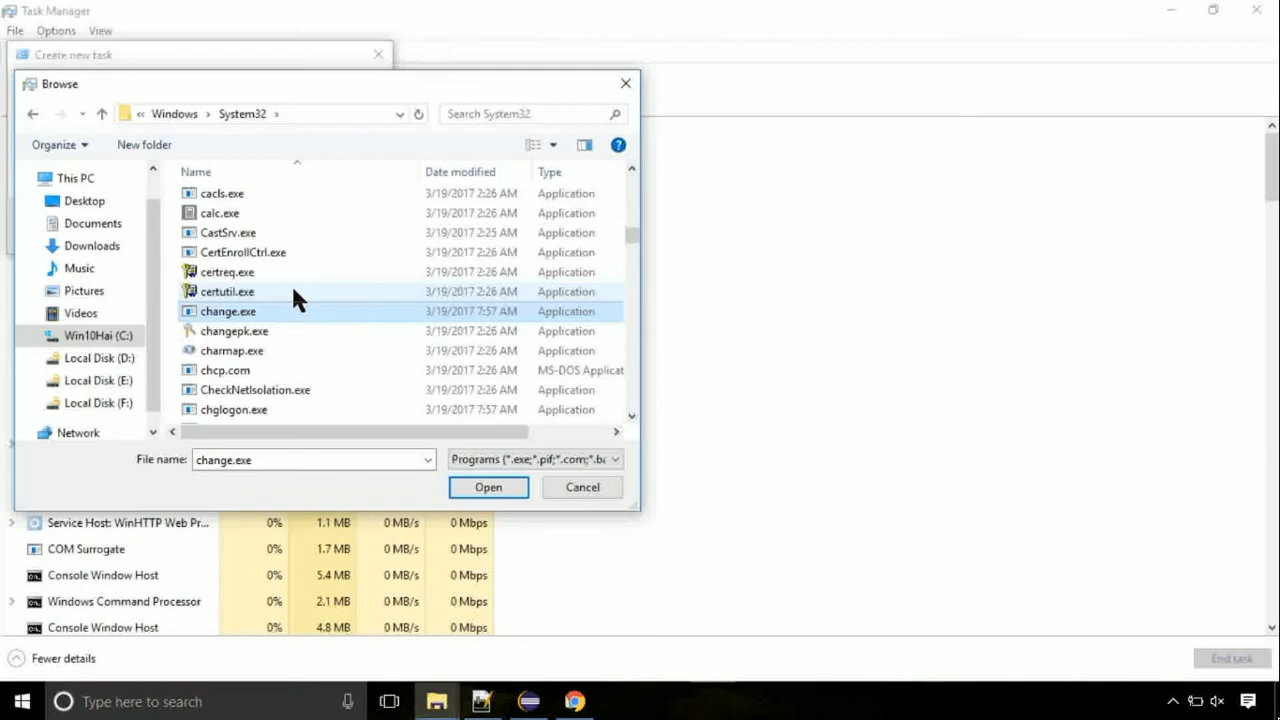 Task Manager
File Options View
Create new task
Browse
« Windows › System32 ›
Search System32
Organize
New folder
Name Date modified Type
This PC
Desktop
Documents
Downloads
Music
Pictures
Videos
Win10Hai (C:)
Local Disk (D:)
Local Disk (E:)
Local Disk (F:)
Network
cacls.exe 3/19/2017 2:26 AM Application
calc.exe 3/19/2017 2:26 AM Application
CastSrv.exe 3/19/2017 2:25 AM Application
CertEnrollCtrl.exe 3/19/2017 2:26 AM Application
certreq.exe 3/19/2017 2:26 AM Application
certutil.exe 3/19/2017 2:26 AM Application
change.exe 3/19/2017 7:57 AM Application
changepk.exe 3/19/2017 2:26 AM Application
charmap.exe 3/19/2017 2:26 AM Application
chcp.com 3/19/2017 2:26 AM MS-DOS Applicat
CheckNetIsolation.exe 3/19/2017 2:26 AM Application
chglogon.exe 3/19/2017 7:57 AM Application
File name: change.exe Programs (*.exe;*.pif;*.com;*.ba
Open Cancel
Service Host: WinHTTP Web Pr... 0% 1.1 MB 0 MB/s 0 Mbps
COM Surrogate 0% 1.7 MB 0 MB/s 0 Mbps
Console Window Host 0% 5.4 MB 0 MB/s 0 Mbps
Windows Command Processor 0% 2.1 MB 0 MB/s 0 Mbps
Console Window Host 0% 4.8 MB 0 MB/s 0 Mbps
Fewer details
End task
Type here to search